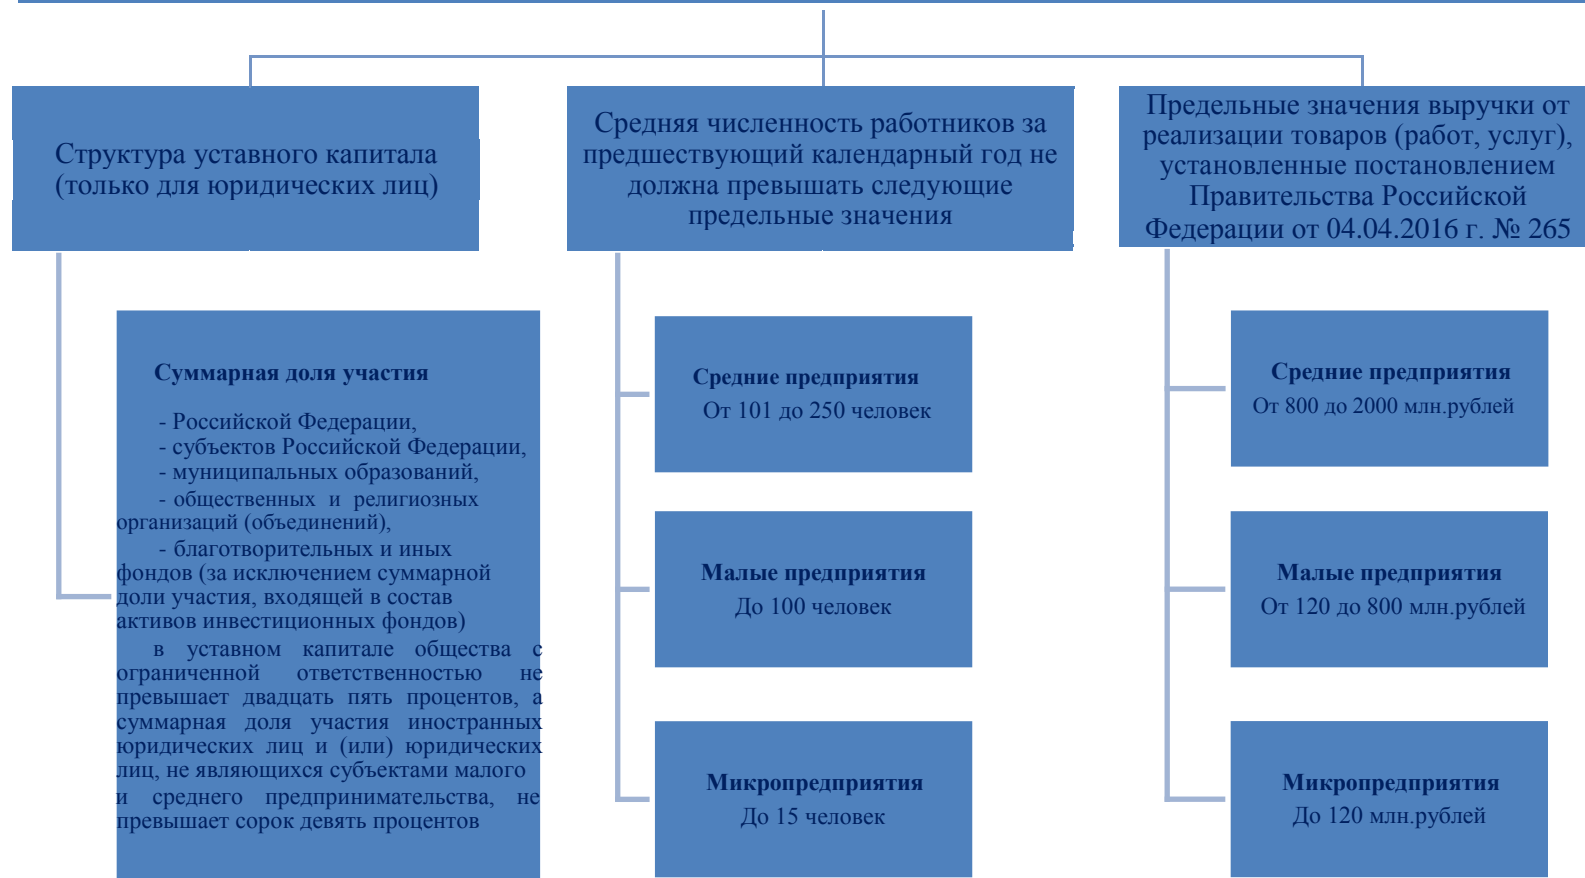 Структура уставного капитала
(только для юридических лиц)
Средняя численность работников за
предшествующий календарный год не
должна превышать следующие
предельные значения
Предельные значения выручки от
реализации товаров (работ, услуг),
установленные постановлением
Правительства Российской
Федерации от 04.04.2016 г. № 265
Суммарная доля участия
- Российской Федерации,
- субъектов Российской Федерации,
- муниципальных образований,
- общественных и религиозных
организаций (объединений),
- благотворительных и иных
фондов (за исключением суммарной
доли участия, входящей в состав
активов инвестиционных фондов)
в уставном капитале общества с
ограниченной ответственностью не
превышает двадцать пять процентов, а
суммарная доля участия иностранных
юридических лиц и (или) юридических
лиц, не являющихся субъектами малого
и среднего предпринимательства, не
превышает сорок девять процентов
Средние предприятия
От 101 до 250 человек
Малые предприятия
До 100 человек
Микропредприятия
До 15 человек
Средние предприятия
От 800 до 2000 млн.рублей
Малые предприятия
От 120 до 800 млн.рублей
Микропредприятия
До 120 млн.рублей